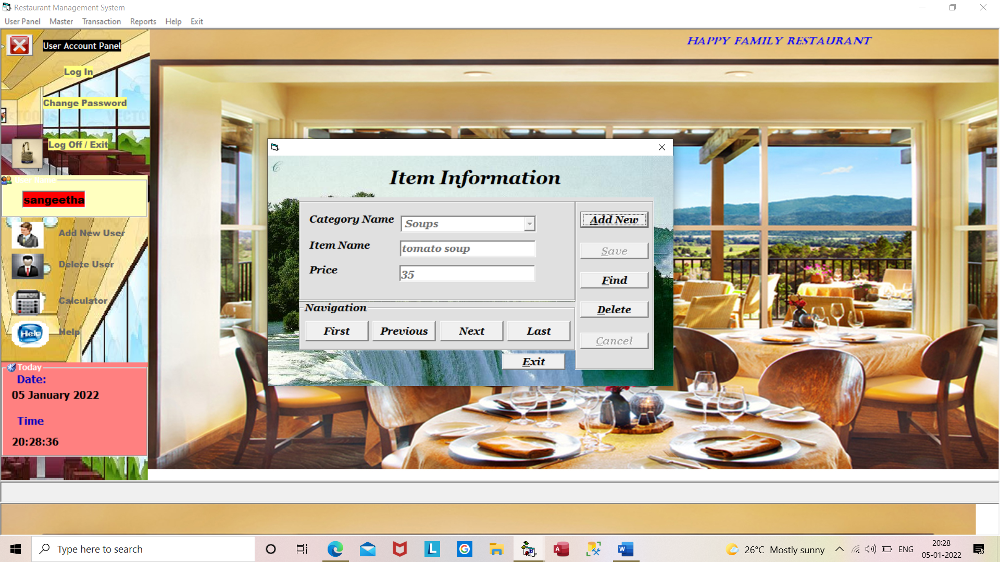 Restaurant Management System
User Panel Master Transaction Reports Help Exit
User Account Panel
HAPPY FAMILY RESTAURANT
Log In
Change Password
Log Off / Exit
User Name
sangeetha
Add New User
Delete User
Calculator
Help
Help
Today
Date:
05 January 2022
Time
20:28:36
Item Information
Category Name Soups
Item Name tomato soup
Price 35
Navigation
First Previous Next Last
Exit
Add New
Save
Find
Delete
Cancel
Type here to search
26°C Mostly sunny
ENG
20:28
05-01-2022